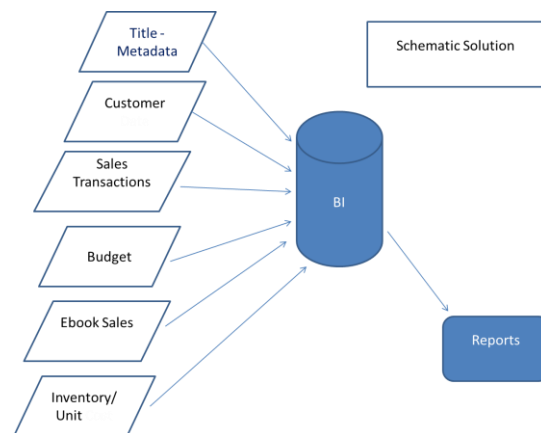 Title -
Metadata
Schematic Solution
Customer
Sales
Transactions
BI
Budget
Ebook Sales
Reports
Inventory/
Unit